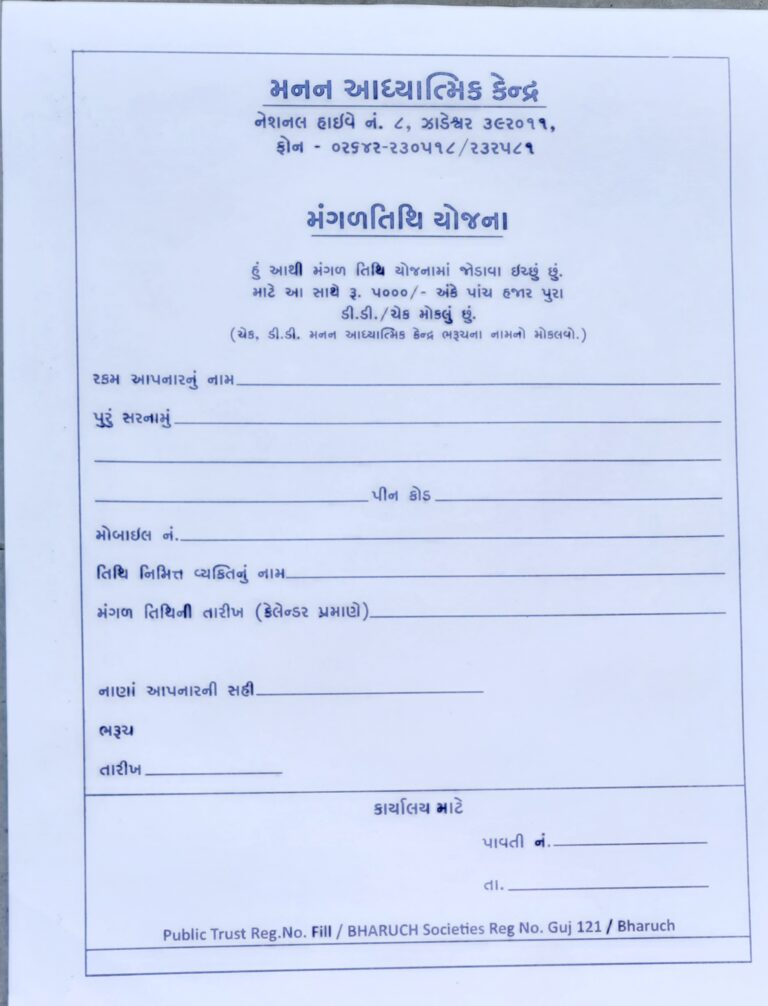 મનન આધ્યાત્મિક કેન્દ્ર
નેશનલ હાઈવે નં. ૮, ઝાડેશ્વર ૩૯૨૦૧૧,
ફોન - ૦૨૬૪૨-૨૩૦૫૧૮/૨૩૨૫૮૧
મંગળતિથિ યોજના
હું આથી મંગળ તિથિ યોજનામાં જોડાવા ઈચ્છું છું.
માટે આ સાથે રૂ. ૫૦૦૦/- અંકે પાંચ હજાર પુરા
ડી.ડી./ચેક મોકલું છું.
(ચેક, ડી.ડી. મનન આધ્યાત્મિક કેન્દ્ર ભરૂચના નામનો મોકલવો.)
રકમ આપનારનું નામ
પુરું સરનામું
પીન કોડ
મોબાઈલ નં.
તિથિ નિમિત્ત વ્યકિતનું નામ
મંગળ તિથિની તારીખ (કેલેન્ડર પ્રમાણે)
નાણાં આપનારની સહી
ભરૂચ
તારીખ
કાર્યાલય માટે
પાવતી નં.
તા.
Public Trust Reg.No. Fill / BHARUCH Societies Reg No. Guj 121 / Bharuch